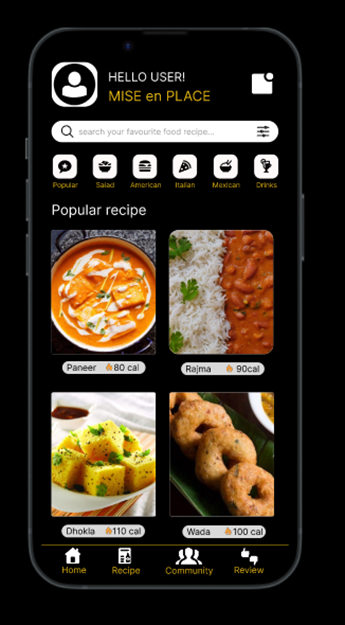 HELLO USER!
MISE en PLACE
search your favourite food recipe...
Popular Salad American Italian Mexican Drinks
Popular recipe
Paneer 80 cal
Rajma 90cal
Dhokla 110 cal
Wada 100 cal
Home Recipe Community Review